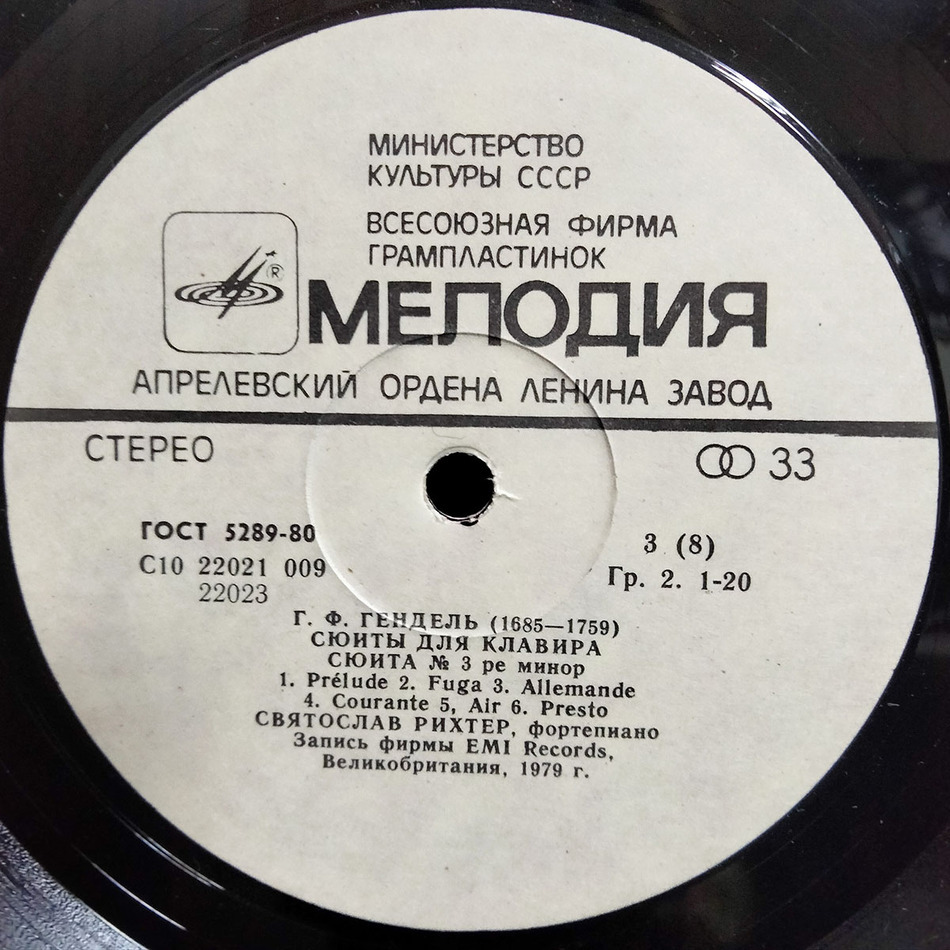 МИНИСТЕРСТВО
КУЛЬТУРЫ СССР
ВСЕСОЮЗНАЯ ФИРМА
ГРАМПЛАСТИНОК
®
МЕЛОДИЯ
АПРЕЛЕВСКИЙ ОРДЕНА ЛЕНИНА ЗАВОД
СТЕРЕО
33
ГОСТ 5289-80
С10 22021 009
22023
3 (8)
Гр. 2. 1-20
Г. Ф. ГЕНДЕЛЬ (1685—1759)
СЮИТЫ ДЛЯ КЛАВИРА
СЮИТА № 3 ре минор
1. Prélude 2. Fuga 3. Allemande
4. Courante 5, Air 6. Presto
СВЯТОСЛАВ РИХТЕР, фортепиано
Запись фирмы EMI Records,
Великобритания, 1979 г.